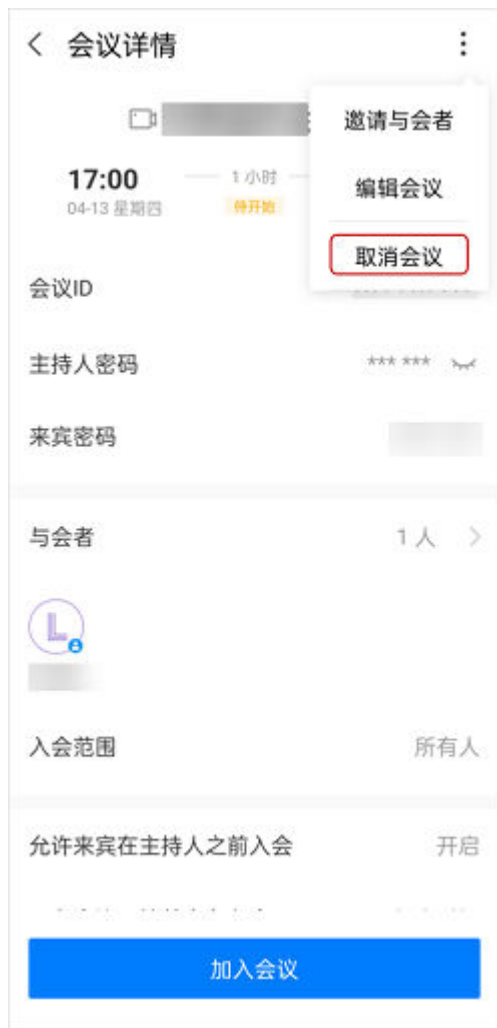 会议详情
邀请与会者
17:00
1 小时
编辑会议
04-13 星期四
待开始
取消会议
会议ID
主持人密码
*** ***
来宾密码
与会者
1人
L
入会范围
所有人
允许来宾在主持人之前入会
开启
加入会议